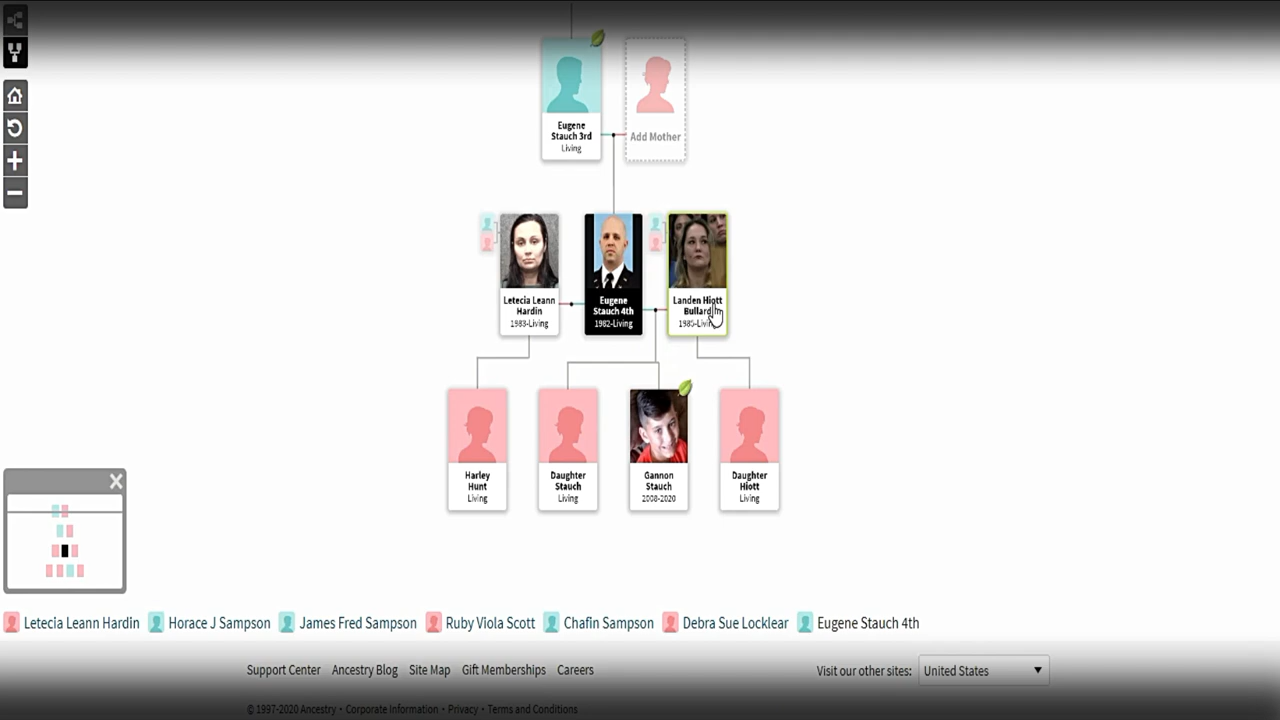 Eugene
Stauch 3rd
Living
Add Mother
Letecia Leann
Hardin
1983-Living
Eugene
Stauch 4th
1982-Living
Landen Hiott
Bullard
Harley
Hunt
Living
Daughter
Stauch
Living
Gannon
Stauch
2008-2020
Daughter
Hiott
Living
Letecia Leann Hardin Horace J Sampson James Fred Sampson Ruby Viola Scott Chafin Sampson Debra Sue Locklear Eugene Stauch 4th
Support Center Ancestry Blog Site Map Gift Memberships Careers Visit our other sites: United States
© 1997-2020 Ancestry • Corporate Information • Privacy • Terms and Conditions